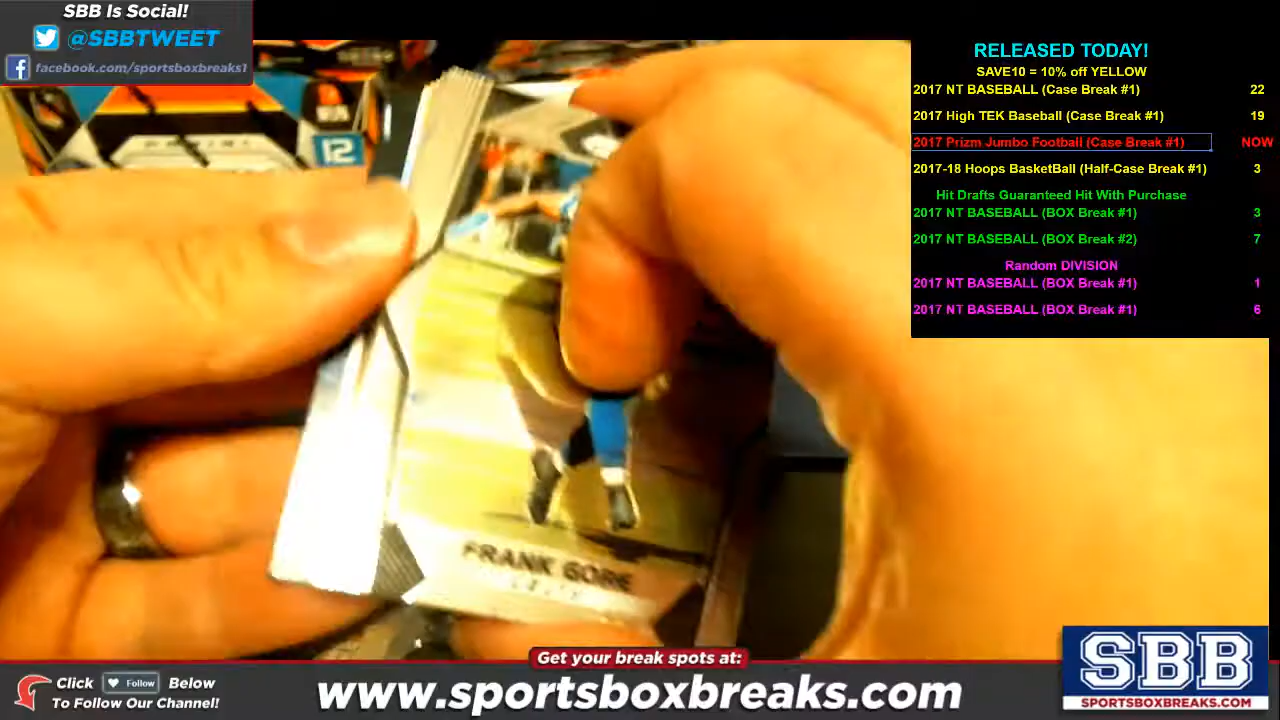 SBB Is Social!
@SBBTWEET
facebook.com/sportsboxbreaks1
RELEASED TODAY!
SAVE10 = 10% off YELLOW
2017 NT BASEBALL (Case Break #1) 22
2017 High TEK Baseball (Case Break #1) 19
2017 Prizm Jumbo Football (Case Break #1) NOW
2017-18 Hoops BasketBall (Half-Case Break #1) 3
Hit Drafts Guaranteed Hit With Purchase
2017 NT BASEBALL (BOX Break #1) 3
2017 NT BASEBALL (BOX Break #2) 7
Random DIVISION
2017 NT BASEBALL (BOX Break #1) 1
2017 NT BASEBALL (BOX Break #1) 6
PANINI
12
FRANK GORE
Get your break spots at:
Click Follow Below
To Follow Our Channel!
www.sportsboxbreaks.com
SBB
SPORTSBOXBREAKS.COM